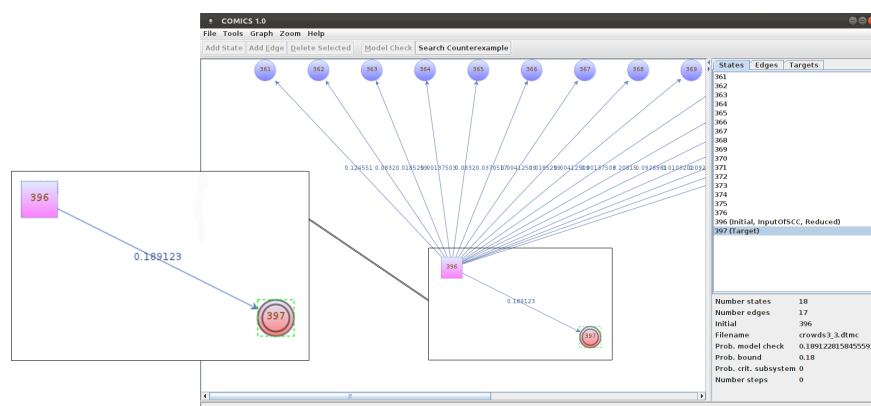 COMICS 1.0
File Tools Graph Zoom Help
Add State Add Edge Delete Selected Model Check Search Counterexample
361 362 363 364 365 366 367 368 369
States Edges Targets
361
362
363
364
365
366
367
368
369
370
371
372
373
374
375
376
396 (Initial, InputOfSCC, Reduced)
397 (Target)
0.124551
396
0.189123
397
396
0.189123
397
Number states 18
Number edges 17
Initial 396
Filename crowds3_3.dtmc
Prob. model check
Prob. bound 0.18
Prob. crit. subsystem 0
Number steps 0